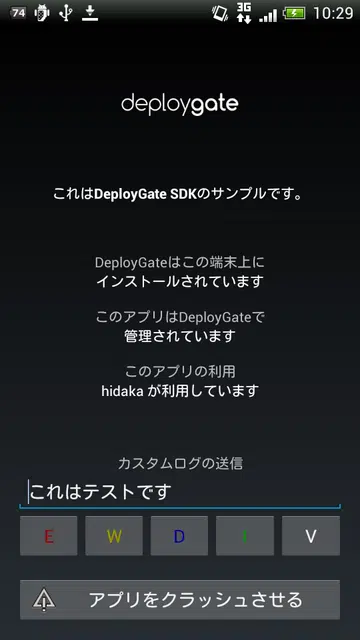 74 3G 10:29
deploygate
これはDeployGate SDKのサンプルです。
DeployGateはこの端末上に
インストールされています
このアプリはDeployGateで
管理されています
このアプリの利用
hidaka が利用しています
カスタムログの送信
これはテストです
E W D I V
アプリをクラッシュさせる